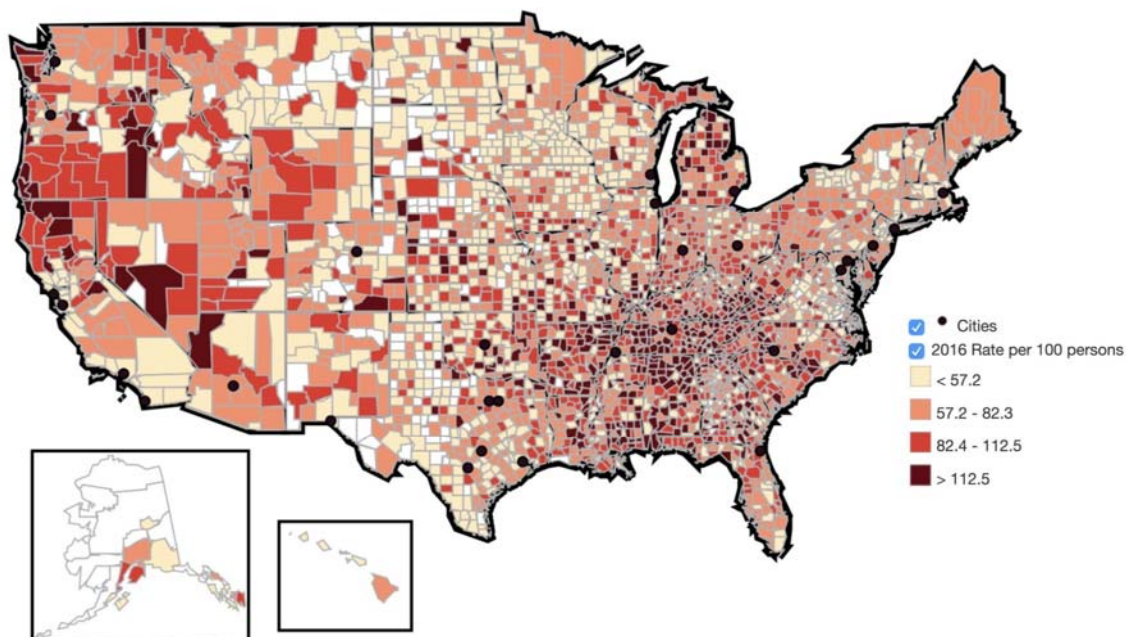 Cities
2016 Rate per 100 persons
< 57.2
57.2 - 82.3
82.4 - 112.5
> 112.5